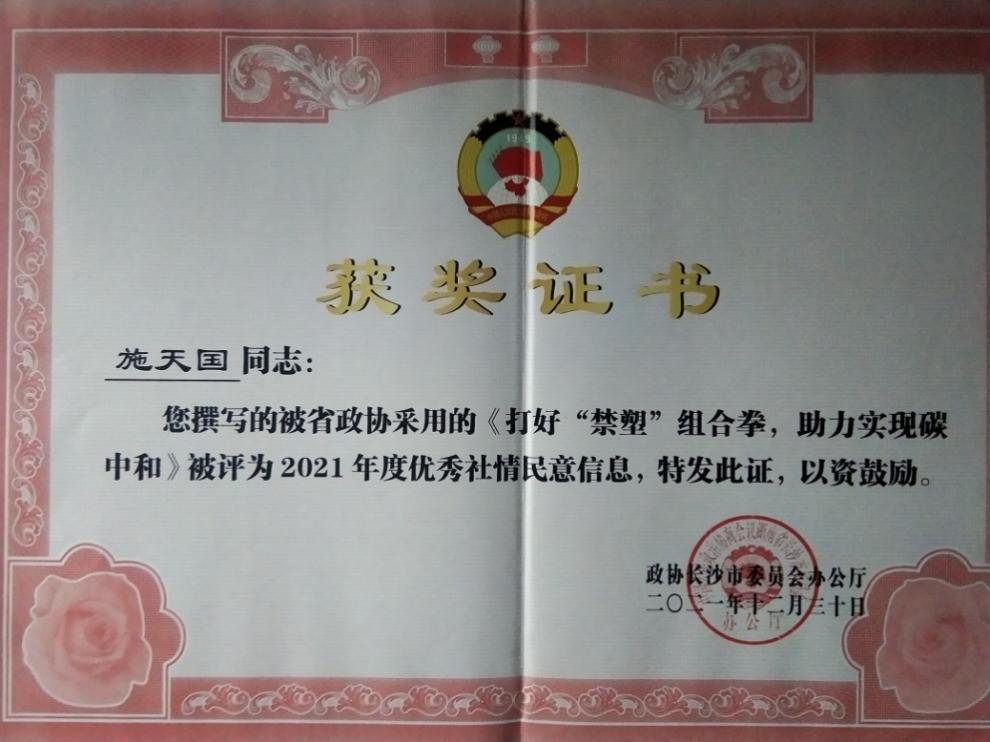 获奖证书
施天国同志：
您撰写的被省政协采用的《打好“禁塑”组合拳，助力实现碳
中和》被评为2021年度优秀社情民意信息，特发此证，以资鼓励。
政协长沙市委员会办公厅
二〇二一年十二月三十日
办公厅